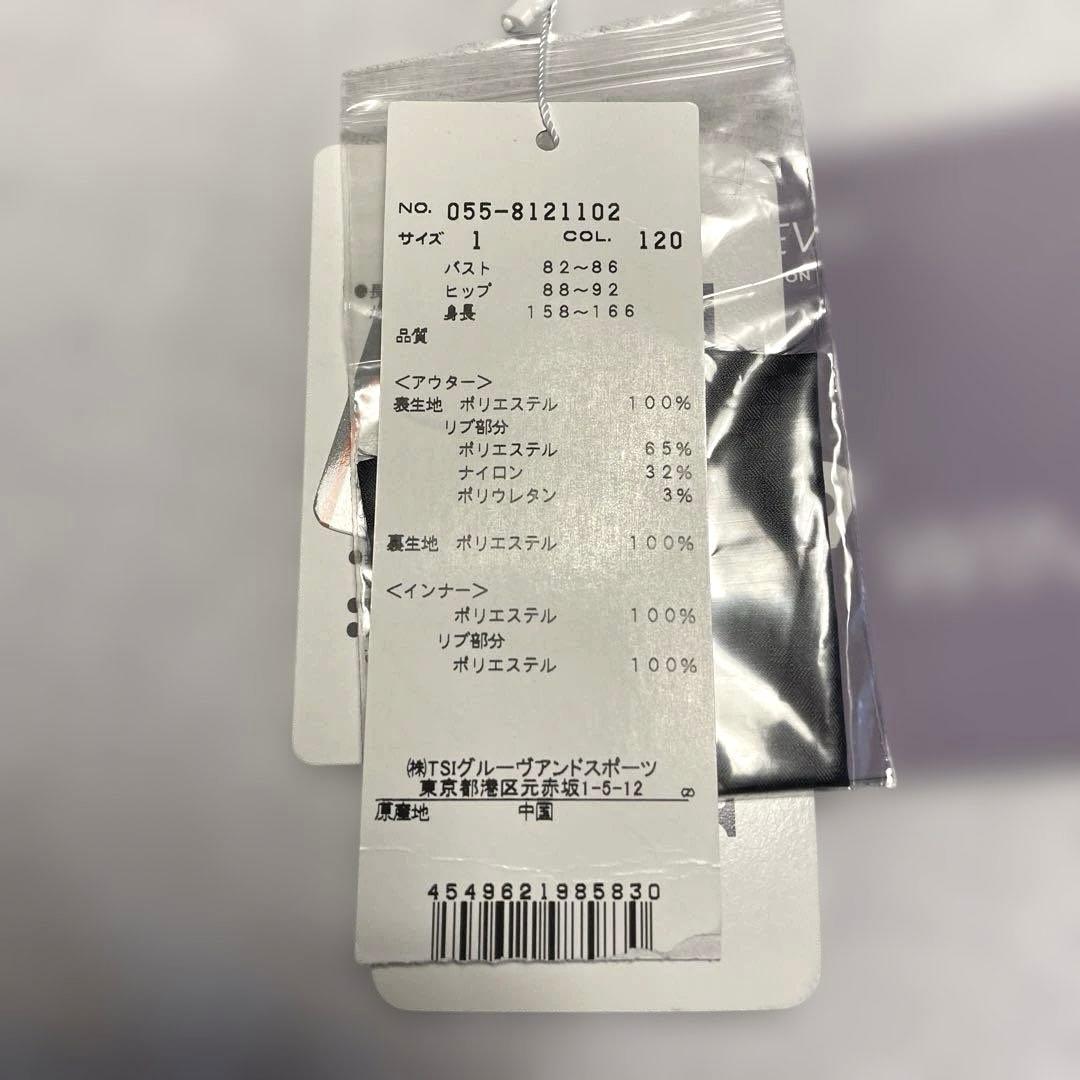 NO. 055-8121102
サイズ 1 COL. 120
バスト 82～86
ヒップ 88～92
身長 158～166
品質
＜アウター＞
表生地 ポリエステル 100%
リブ部分
ポリエステル 65%
ナイロン 32%
ポリウレタン 3%
裏生地 ポリエステル 100%
＜インナー＞
ポリエステル 100%
リブ部分
ポリエステル 100%
㈱TSIグルーヴアンドスポーツ
東京都港区元赤坂1-5-12
原産地 中国
4549621985830
EV
ON